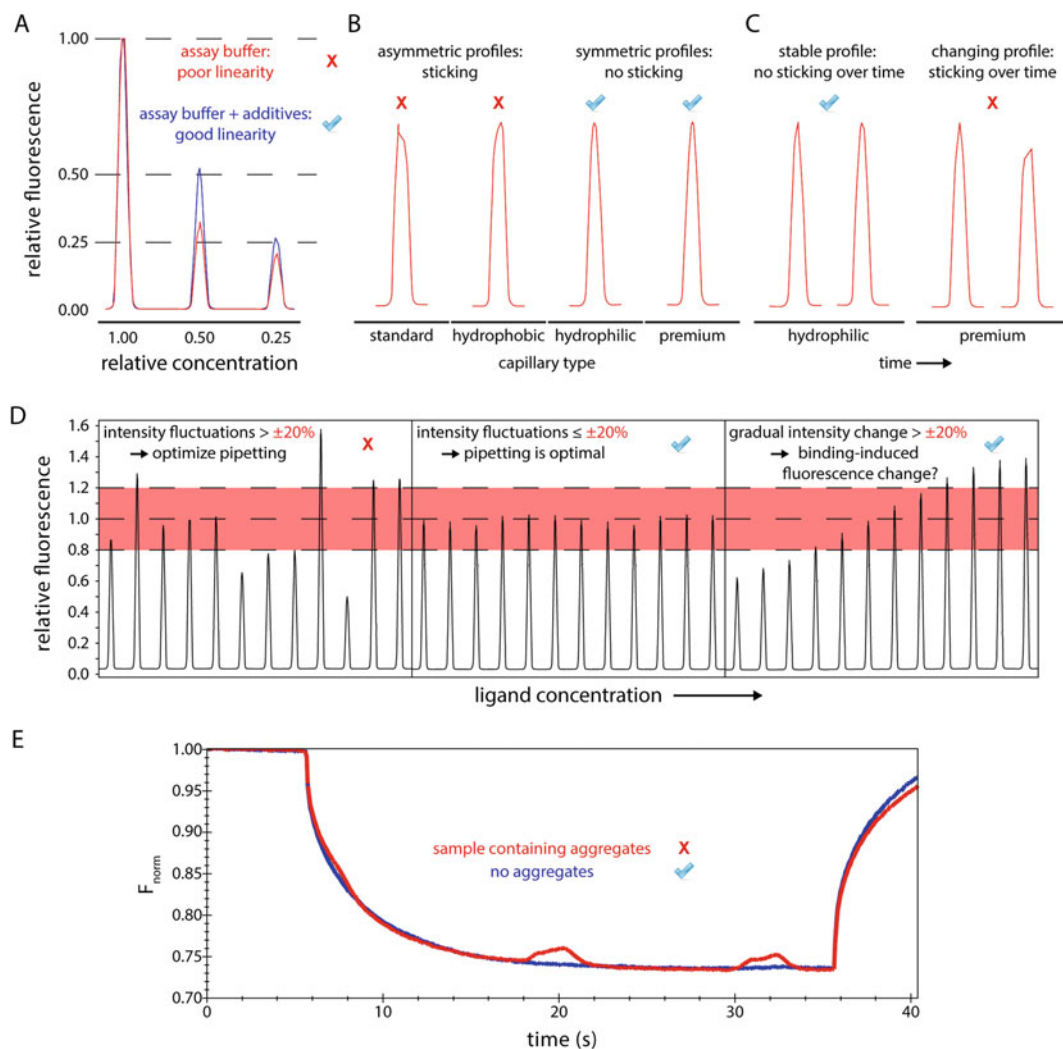 A
relative fluorescence
1.00
0.50
0.25
0.00
assay buffer:
poor linearity
X
assay buffer + additives:
good linearity
1.00
0.50
0.25
relative concentration
B
asymmetric profiles:
sticking
symmetric profiles:
no sticking
X
X
standard
hydrophobic
hydrophilic
premium
capillary type
C
stable profile:
no sticking over time
changing profile:
sticking over time
X
hydrophilic
premium
time
D
relative fluorescence
1.6
1.4
1.2
1.0
0.8
0.6
0.4
0.2
0.0
intensity fluctuations > ±20%
→ optimize pipetting
X
intensity fluctuations ≤ ±20%
→ pipetting is optimal
gradual intensity change > ±20%
→ binding-induced
fluorescence change?
ligand concentration
E
Fnorm
1.00
0.95
0.90
0.85
0.80
0.75
0.70
sample containing aggregates
X
no aggregates
0
10
20
30
40
time (s)